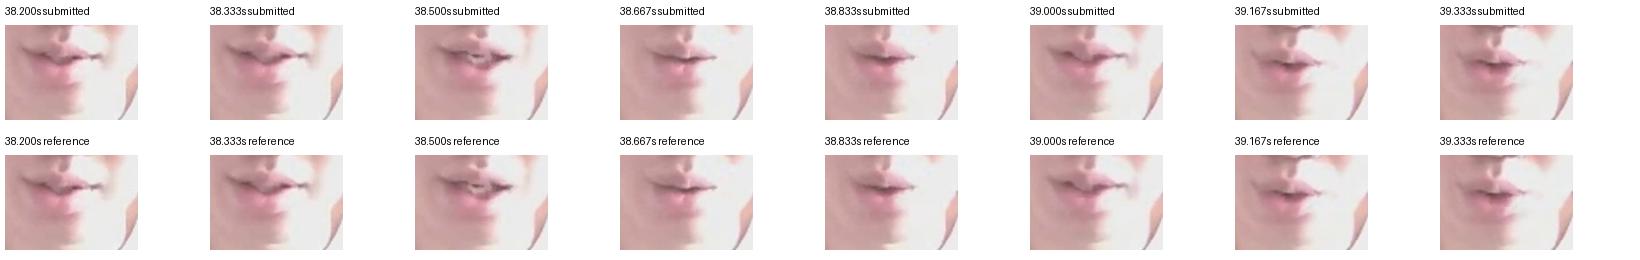 38.200s submitted 38.333s submitted 38.500s submitted 38.667s submitted 38.833s submitted 39.000s submitted 39.167s submitted 39.333s submitted
38.200s reference 38.333s reference 38.500s reference 38.667s reference 38.833s reference 39.000s reference 39.167s reference 39.333s reference